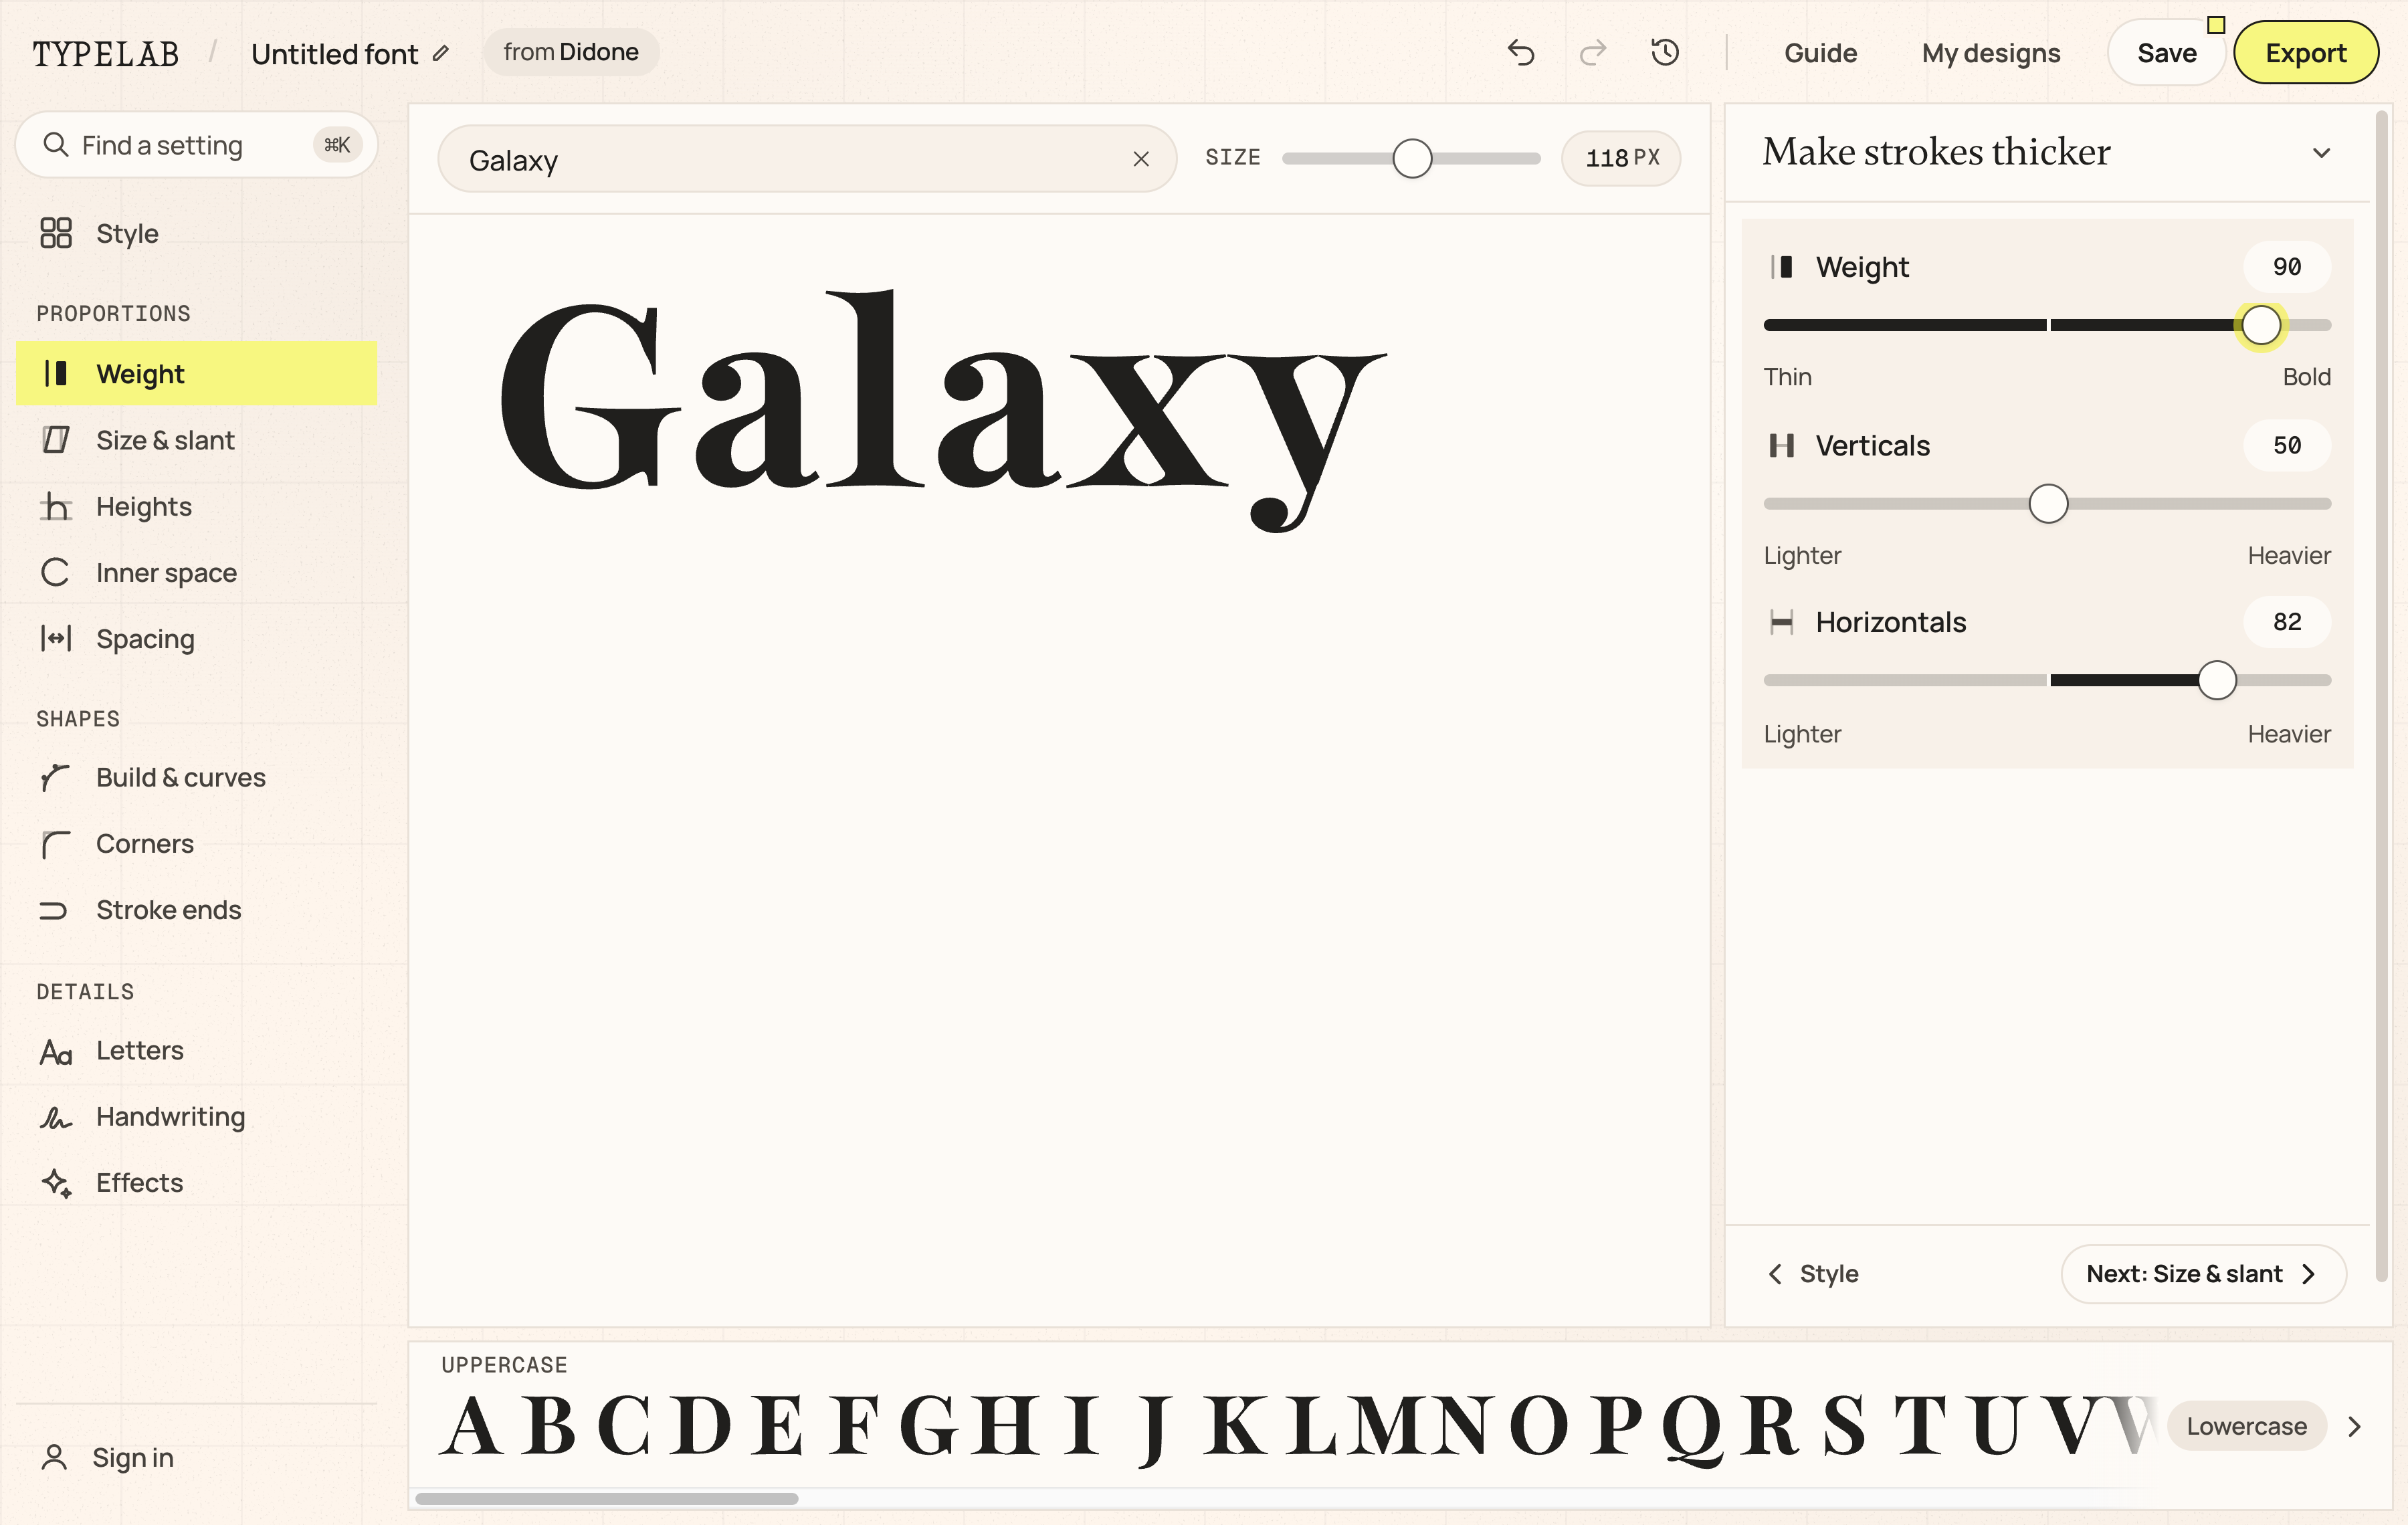 TYPELAB / Untitled font from Didone Guide My designs Save Export
Find a setting ⌘K
Style
PROPORTIONS
Weight
Size & slant
Heights
Inner space
Spacing
SHAPES
Build & curves
Corners
Stroke ends
DETAILS
Letters
Handwriting
Effects
Sign in
Galaxy SIZE 118 PX
Galaxy
Make strokes thicker
Weight 90
Thin Bold
Verticals 50
Lighter Heavier
Horizontals 82
Lighter Heavier
Style Next: Size & slant
UPPERCASE
A B C D E F G H I J K L M N O P Q R S T U V W Lowercase